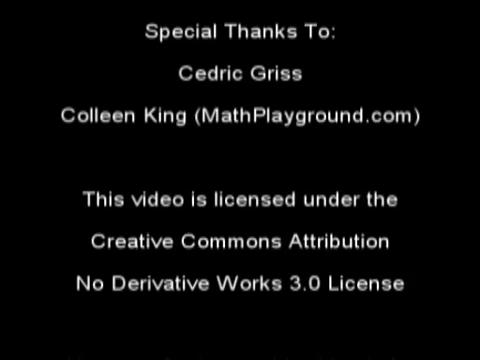 Special Thanks To:
Cedric Griss
Colleen King (MathPlayground.com)
This video is licensed under the
Creative Commons Attribution
No Derivative Works 3.0 License